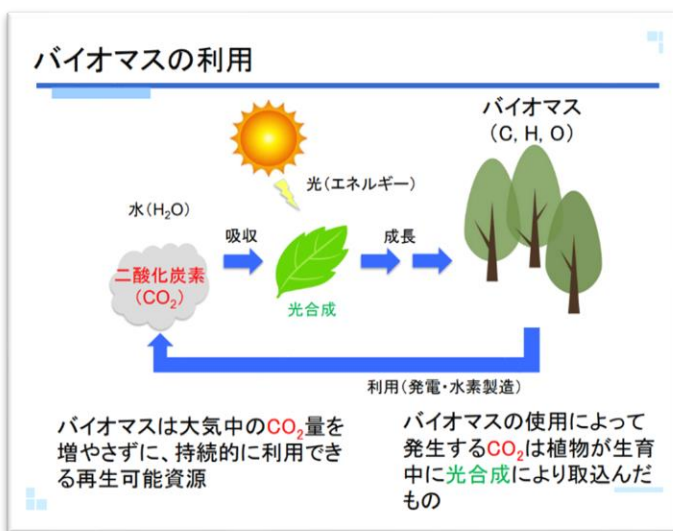 バイオマスの利用
バイオマス
(C, H, O)
光(エネルギー)
水(H₂O)
吸収
成長
二酸化炭素
(CO₂)
光合成
利用(発電・水素製造)
バイオマスは大気中のCO₂量を
増やさずに、持続的に利用でき
る再生可能資源
バイオマスの使用によって
発生するCO₂は植物が生育
中に光合成により取込んだ
もの